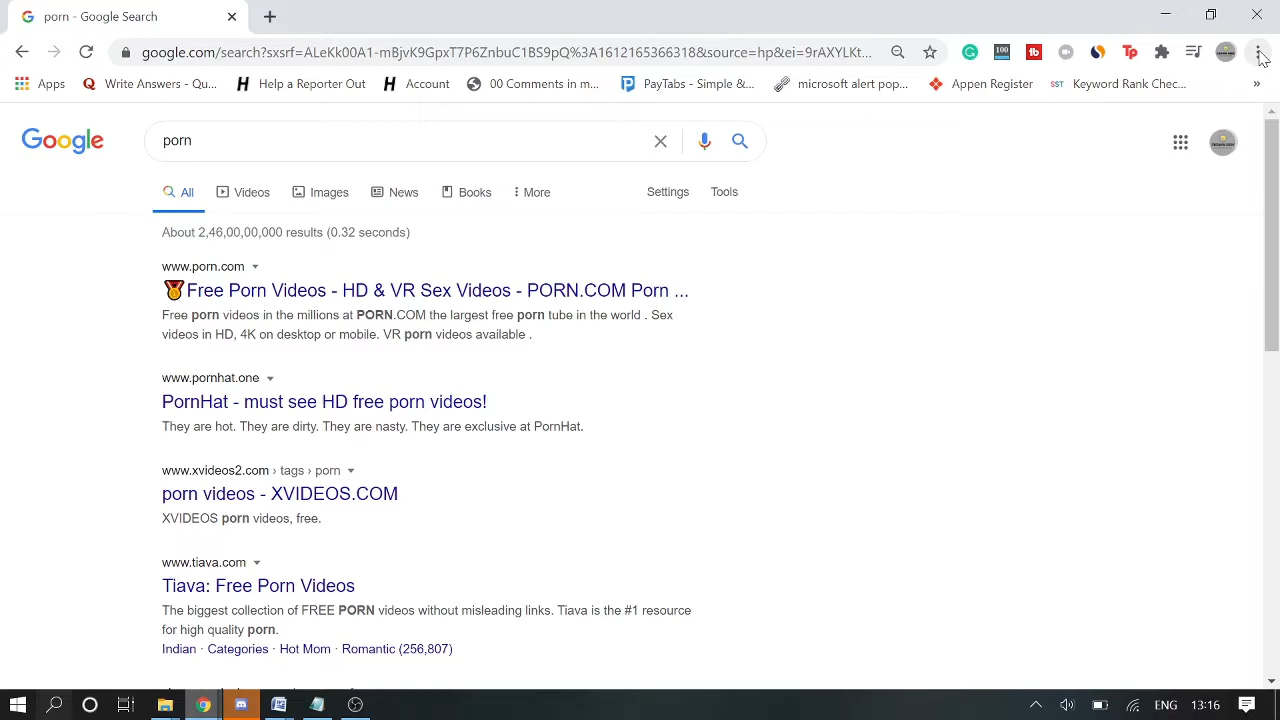 porn - Google Search
google.com/search?sxsrf=ALeKk00A1-mBjvK9GpxT7P6ZnbuC1BS9pQ%3A1612165366318&source=hp&ei=9rAXYLKt...
100
tb
Tp
Apps
Write Answers - Qu...
H Help a Reporter Out
H Account
00 Comments in m...
PayTabs - Simple &...
microsoft alert pop...
Appen Register
SST Keyword Rank Chec...
»
Google
porn
All
Videos
Images
News
Books
More
Settings
Tools
About 2,46,00,00,000 results (0.32 seconds)
www.porn.com
Free Porn Videos - HD & VR Sex Videos - PORN.COM Porn ...
Free porn videos in the millions at PORN.COM the largest free porn tube in the world . Sex
videos in HD, 4K on desktop or mobile. VR porn videos available .
www.pornhat.one
PornHat - must see HD free porn videos!
They are hot. They are dirty. They are nasty. They are exclusive at PornHat.
www.xvideos2.com › tags › porn
porn videos - XVIDEOS.COM
XVIDEOS porn videos, free.
www.tiava.com
Tiava: Free Porn Videos
The biggest collection of FREE PORN videos without misleading links. Tiava is the #1 resource
for high quality porn.
Indian · Categories · Hot Mom · Romantic (256,807)
ENG
13:16